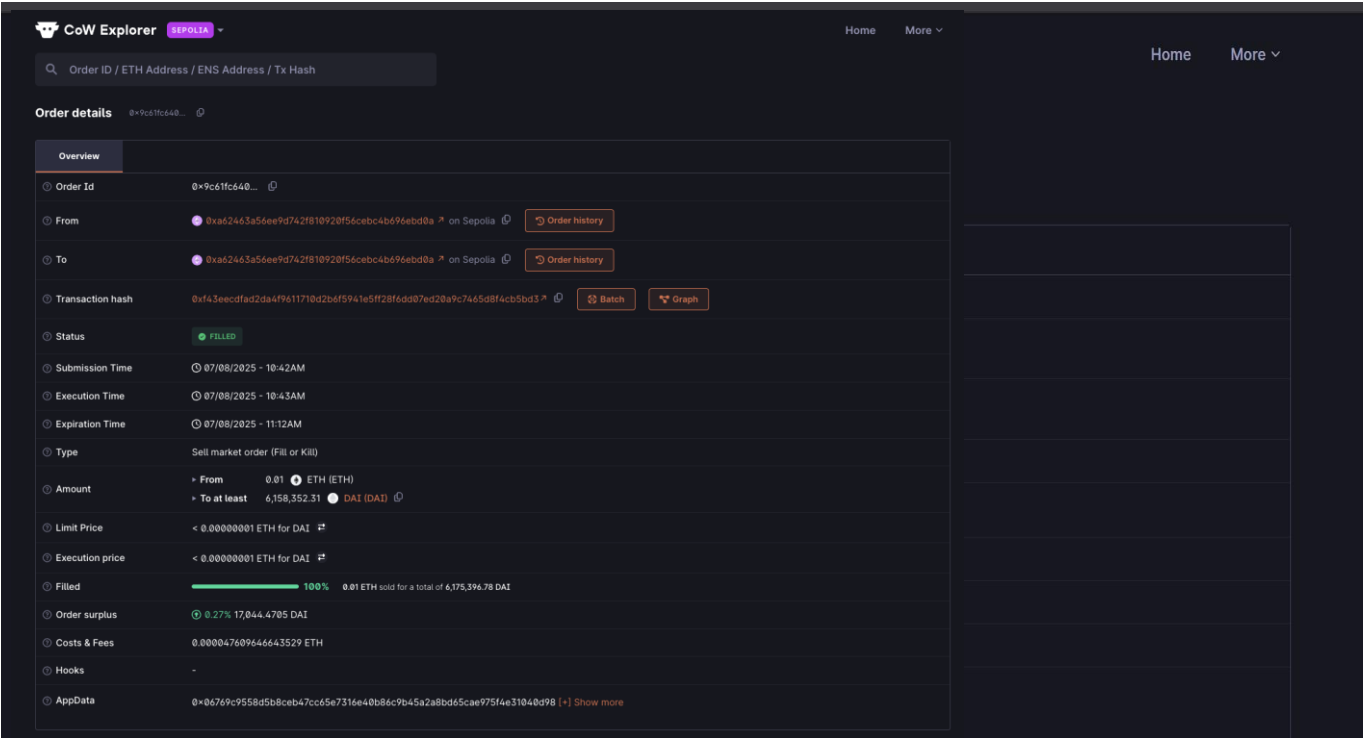 CoW Explorer SEPOLIA
Home More
Home More
Order ID / ETH Address / ENS Address / Tx Hash
Order details 0×9c61fc640...
Overview
Order Id 0×9c61fc640...
From 0xa62463a56ee9d742f810920f56cebc4b696ebd0a ↗ on Sepolia Order history
To 0xa62463a56ee9d742f810920f56cebc4b696ebd0a ↗ on Sepolia Order history
Transaction hash 0xf43eecdfad2da4f9611710d2b6f5941e5ff28f6dd07ed20a9c7465d8f4cb5bd3↗ Batch Graph
Status FILLED
Submission Time 07/08/2025 - 10:42AM
Execution Time 07/08/2025 - 10:43AM
Expiration Time 07/08/2025 - 11:12AM
Type Sell market order (Fill or Kill)
Amount
From 0.01 ETH (ETH)
To at least 6,158,352.31 DAI (DAI)
Limit Price < 0.00000001 ETH for DAI
Execution price < 0.00000001 ETH for DAI
Filled 100% 0.01 ETH sold for a total of 6,175,396.78 DAI
Order surplus 0.27% 17,044.4705 DAI
Costs & Fees 0.000047609646643529 ETH
Hooks -
AppData 0×06769c9558d5b8ceb47cc65e7316e40b86c9b45a2a8bd65cae975f4e31040d98 [+] Show more